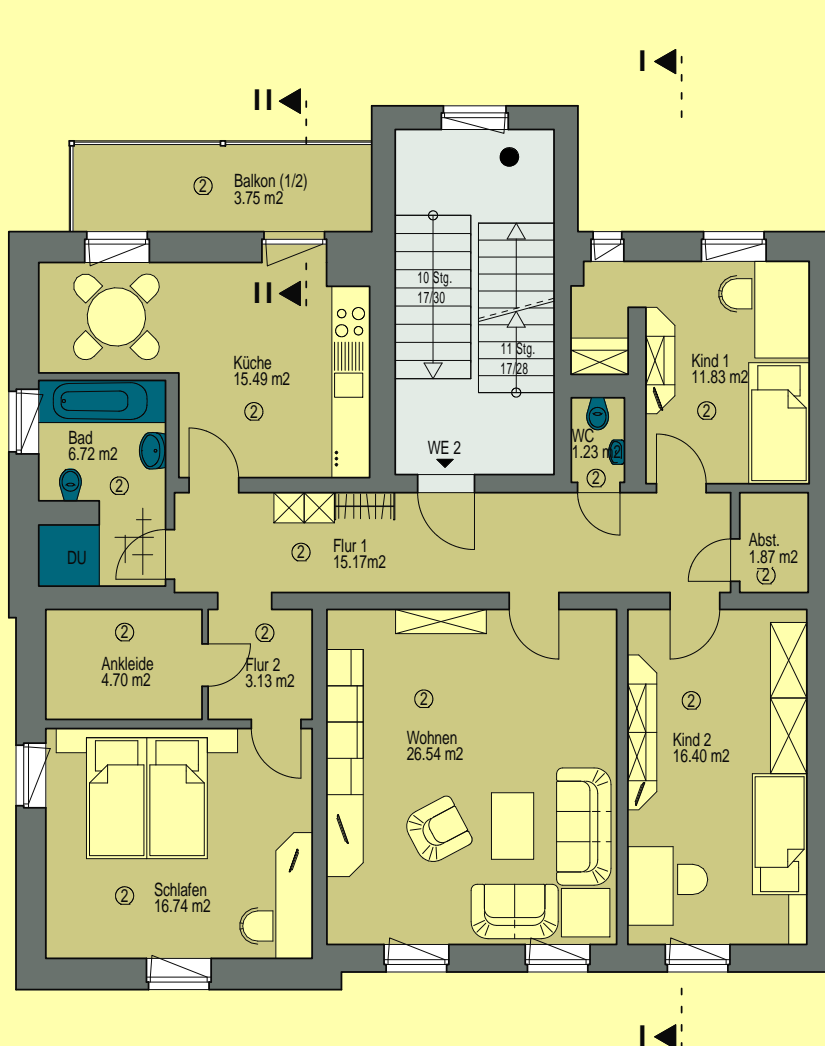 I
II
2
Balkon (1/2)
3.75 m2
II
10 Stg.
17/30
11 Stg.
17/28
Küche
15.49 m2
2
Kind 1
11.83 m2
2
Bad
6.72 m2
2
WC
1.23 m2
2
WE 2
DU
2
Flur 1
15.17m2
Abst.
1.87 m2
2
2
Ankleide
4.70 m2
2
Flur 2
3.13 m2
2
Wohnen
26.54 m2
2
Kind 2
16.40 m2
2
Schlafen
16.74 m2
I